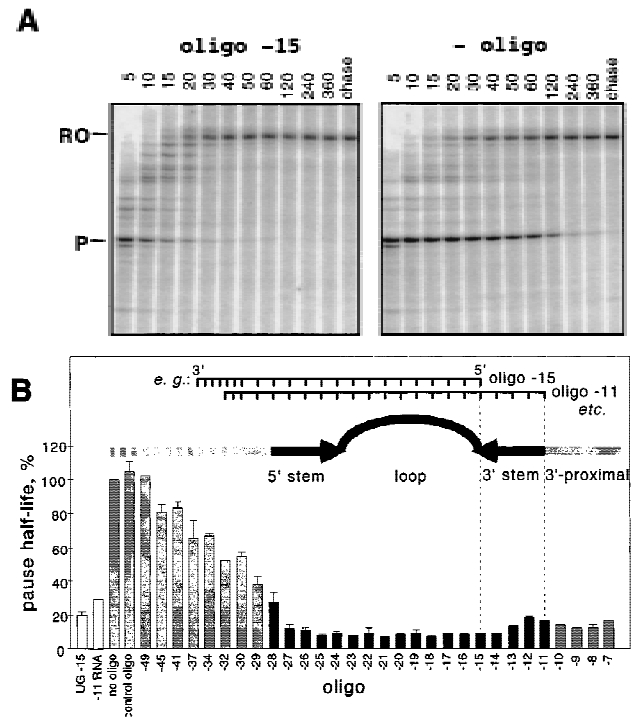 A
oligo -15
- oligo
5 10 15 20 30 40 50 60 120 240 360 chase
5 10 15 20 30 40 50 60 120 240 360 chase
RO
P
B
e. g.:
3'
5'
oligo -15
oligo -11
etc.
5' stem
loop
3' stem
3'-proximal
pause half-life, %
120
100
80
60
40
20
0
UG -15
-11 RNA
no oligo
control oligo
-49
-45
-41
-37
-34
-32
-30
-29
-28
-27
-26
-25
-24
-23
-22
-21
-20
-19
-18
-17
-16
-15
-14
-13
-12
-11
-10
-9
-8
-7
oligo